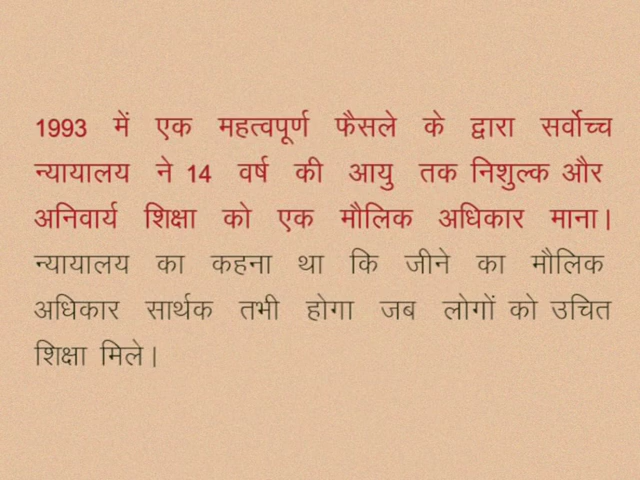 1993 में एक महत्वपूर्ण फैसले के द्वारा सर्वोच्च
न्यायालय ने 14 वर्ष की आयु तक निशुल्क और
अनिवार्य शिक्षा को एक मौलिक अधिकार माना।
न्यायालय का कहना था कि जीने का मौलिक
अधिकार सार्थक तभी होगा जब लोगों को उचित
शिक्षा मिले।